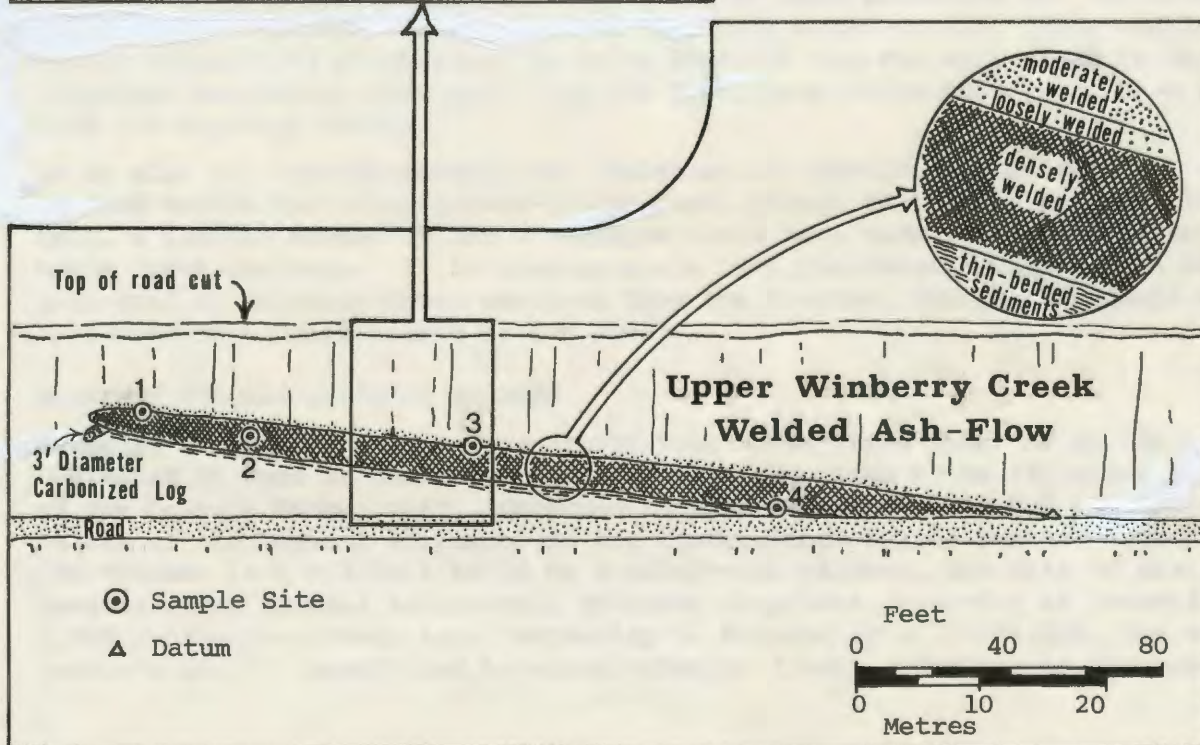 moderately
welded
loosely welded
densely
welded
thin-bedded
sediments
Top of road cut
1
2
3
4
Upper Winberry Creek
Welded Ash-Flow
3' Diameter
Carbonized Log
Road
Sample Site
Datum
Feet
0 40 80
0 10 20
Metres